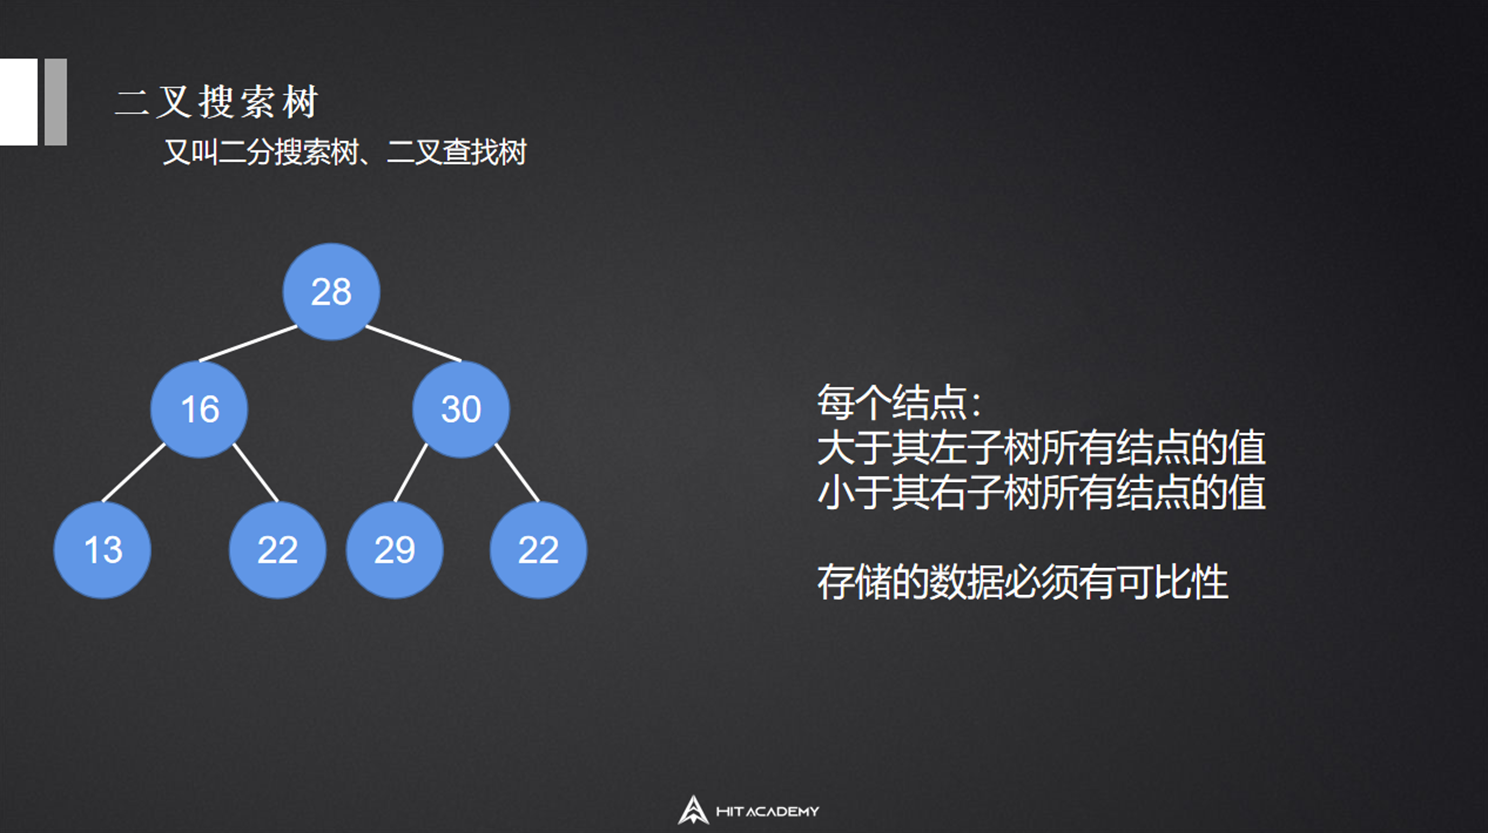 二叉搜索树
又叫二分搜索树、二叉查找树
28
16
30
13
22
29
22
每个结点：
大于其左子树所有结点的值
小于其右子树所有结点的值
存储的数据必须有可比性
HIT ACADEMY